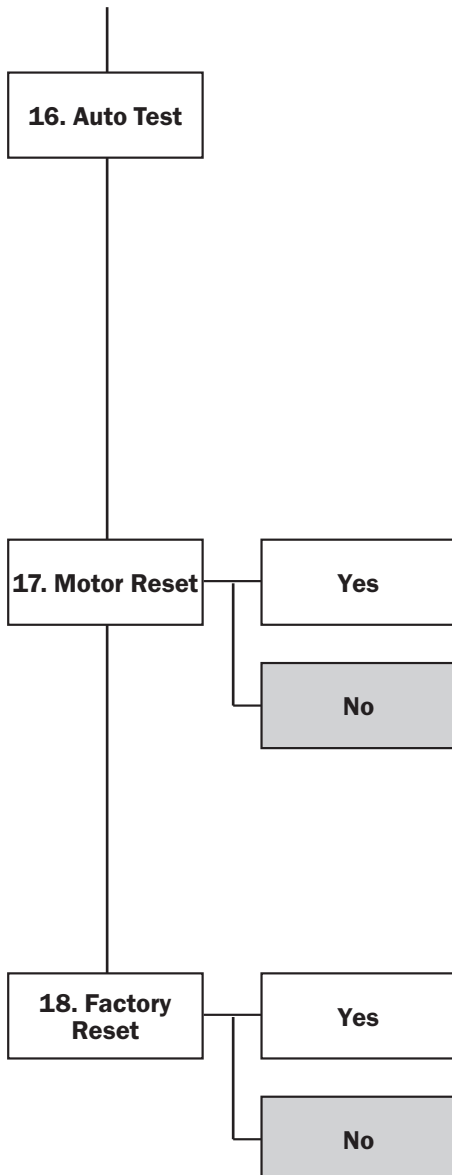 16. Auto Test
17. Motor Reset
Yes
No
18. Factory
Reset
Yes
No